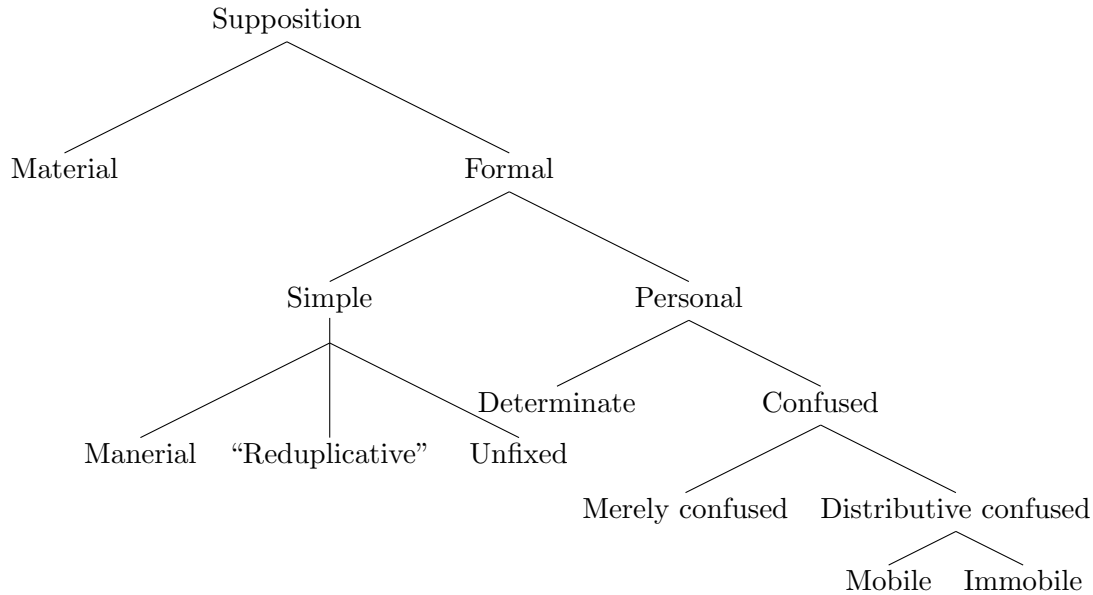 Supposition
Material Formal
Simple Personal
Determinate Confused
Manerial “Reduplicative” Unfixed
Merely confused Distributive confused
Mobile Immobile